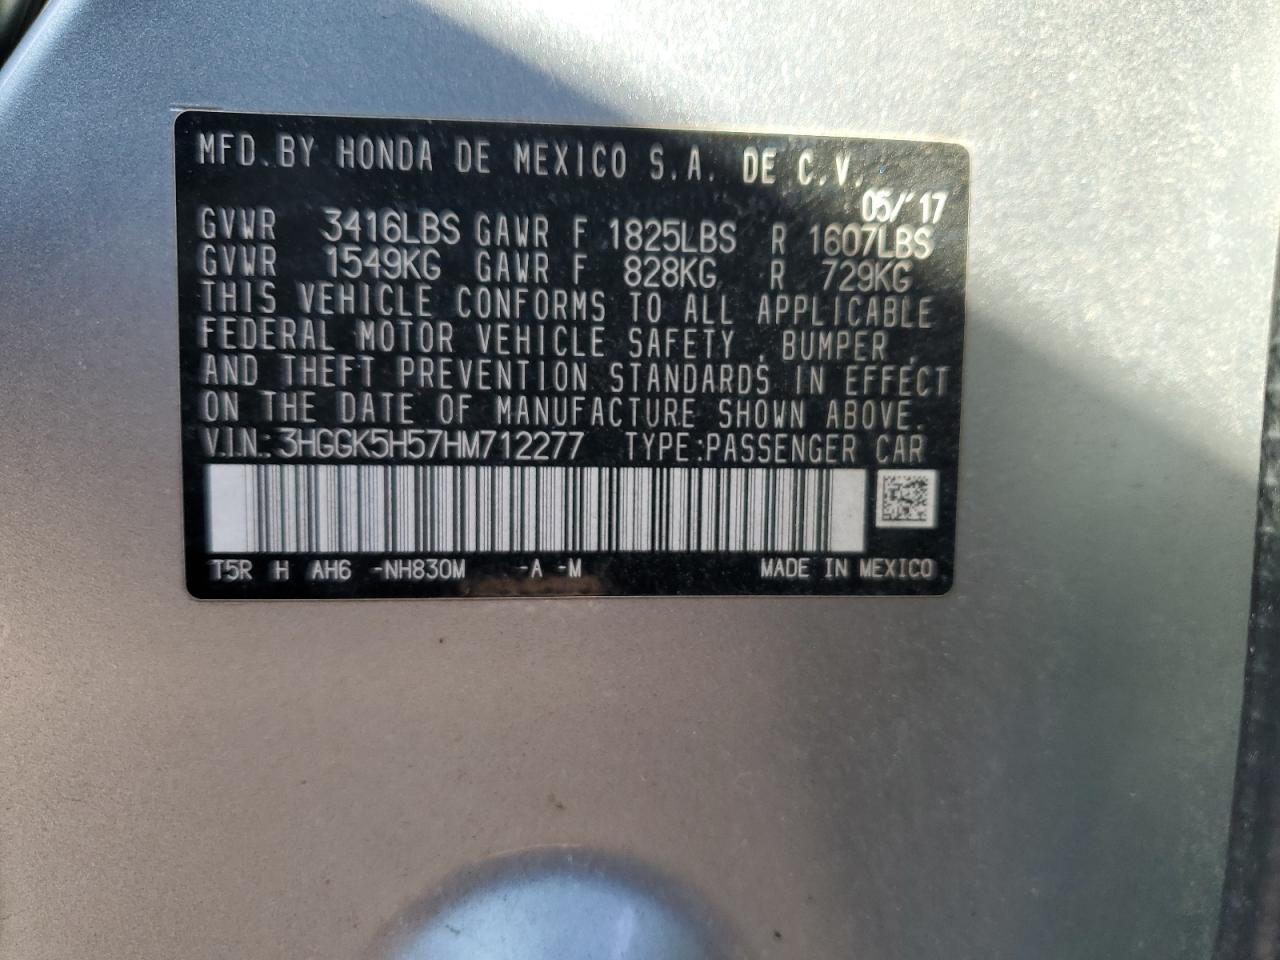 MFD.BY HONDA DE MEXICO S.A. DE C.V.
05/'17
GVWR 3416LBS GAWR F 1825LBS R 1607LBS
GVWR 1549KG GAWR F 828KG R 729KG
THIS VEHICLE CONFORMS TO ALL APPLICABLE
FEDERAL MOTOR VEHICLE SAFETY , BUMPER ,
AND THEFT PREVENTION STANDARDS IN EFFECT
ON THE DATE OF MANUFACTURE SHOWN ABOVE.
V.I.N.: 3HGGK5H57HM712277 TYPE:PASSENGER CAR
T5R H AH6 -NH830M -A -M MADE IN MEXICO